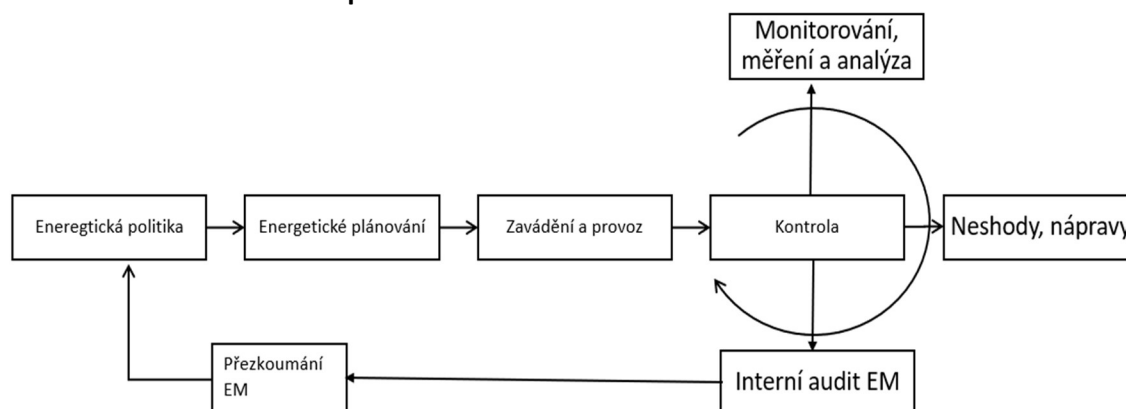 Monitorování,
měření a analýza
Eneregtická politika
Energetické plánování
Zavádění a provoz
Kontrola
Neshody, nápravy
Přezkoumání
EM
Interní audit EM